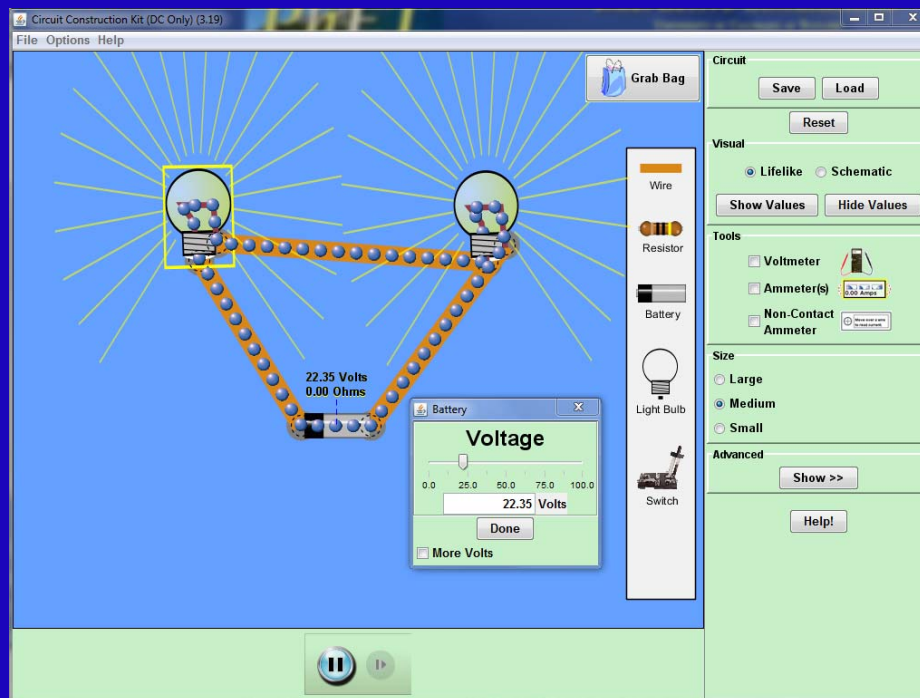 Circuit Construction Kit (DC Only) (3.19)
File Options Help
Grab Bag
Wire
Resistor
Battery
Light Bulb
Switch
22.35 Volts
0.00 Ohms
Battery
Voltage
0.0 25.0 50.0 75.0 100.0
22.35 Volts
Done
More Volts
Circuit
Save Load
Reset
Visual
Lifelike Schematic
Show Values Hide Values
Tools
Voltmeter
Ammeter(s)
0.00 Amps
Non-Contact
Ammeter
Size
Large
Medium
Small
Advanced
Show >>
Help!